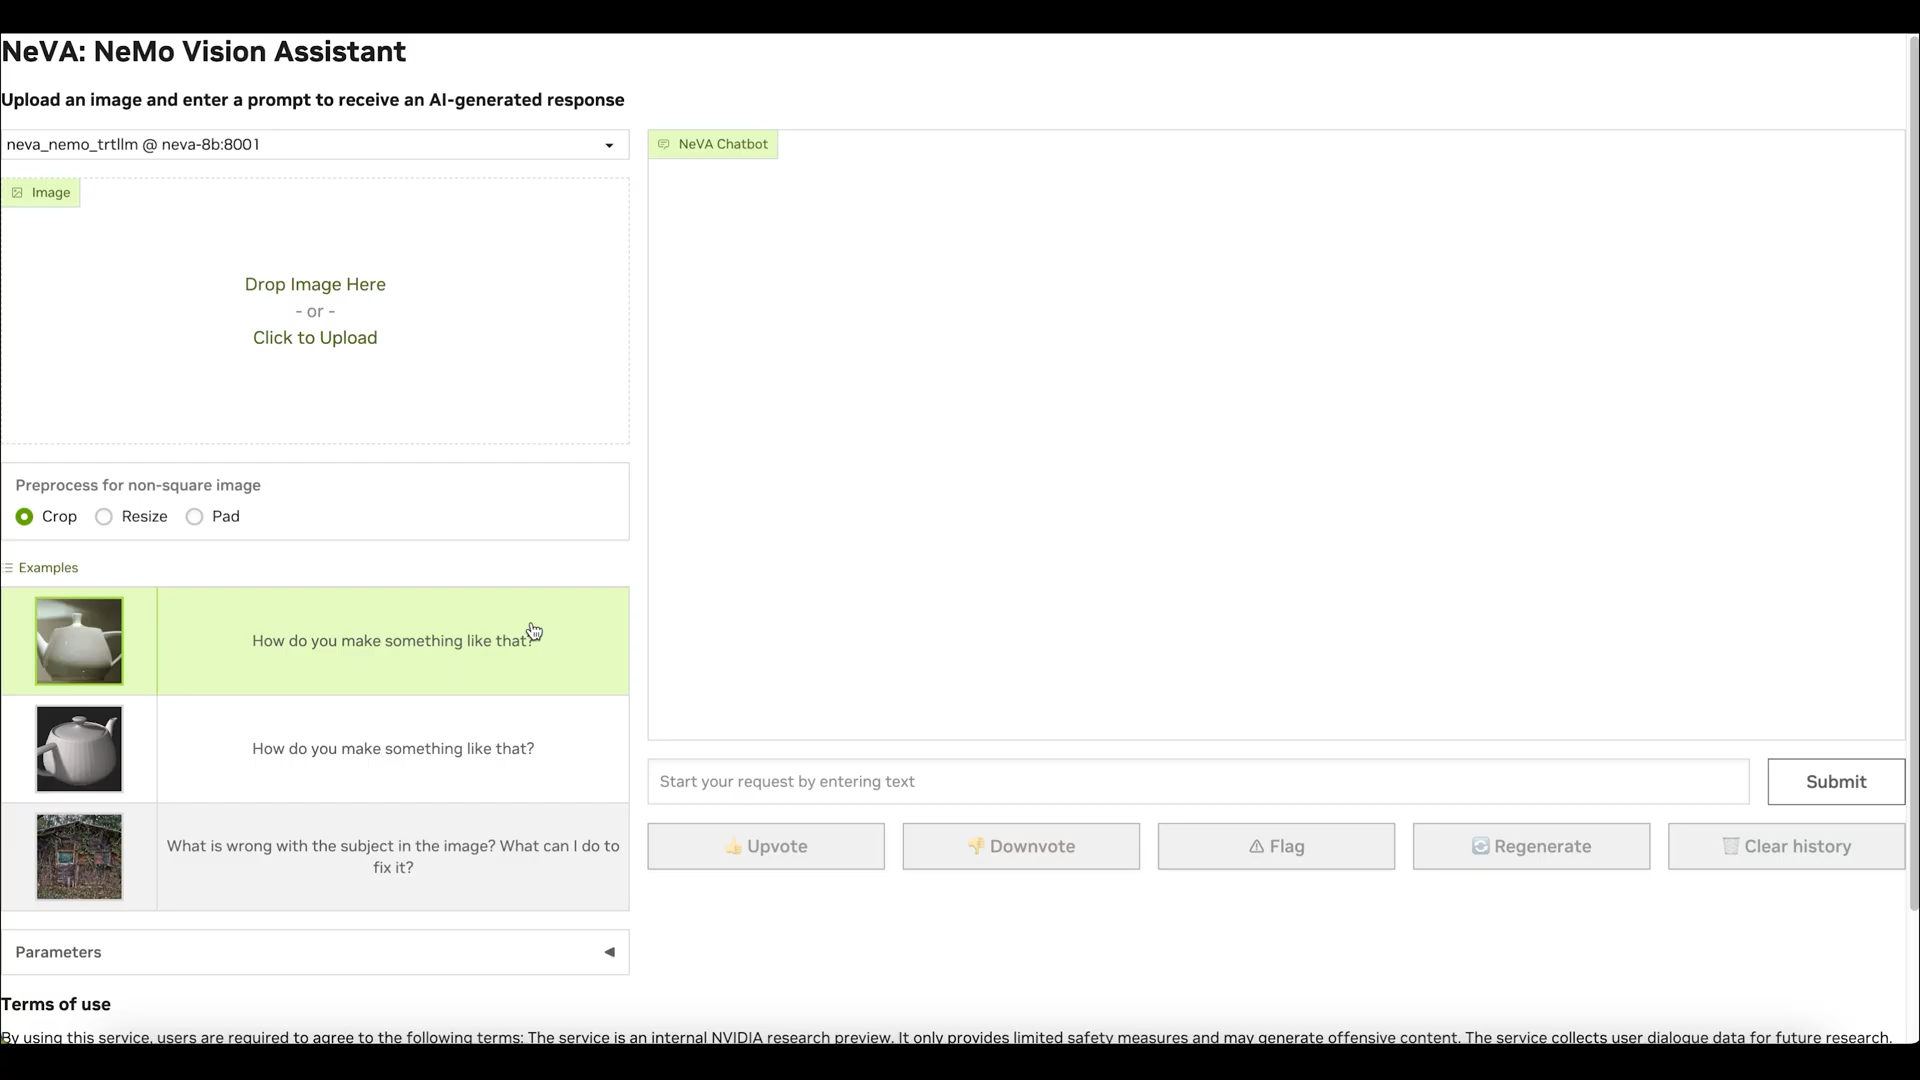 NeVA: NeMo Vision Assistant
Upload an image and enter a prompt to receive an AI-generated response
neva_nemo_trtllm @ neva-8b:8001
Image
Drop Image Here
- or -
Click to Upload
Preprocess for non-square image
Crop
Resize
Pad
Examples
How do you make something like that?
How do you make something like that?
What is wrong with the subject in the image? What can I do to
fix it?
Parameters
NeVA Chatbot
Start your request by entering text
Submit
Upvote
Downvote
Flag
Regenerate
Clear history
Terms of use
By using this service, users are required to agree to the following terms: The service is an internal NVIDIA research preview. It only provides limited safety measures and may generate offensive content. The service collects user dialogue data for future research.